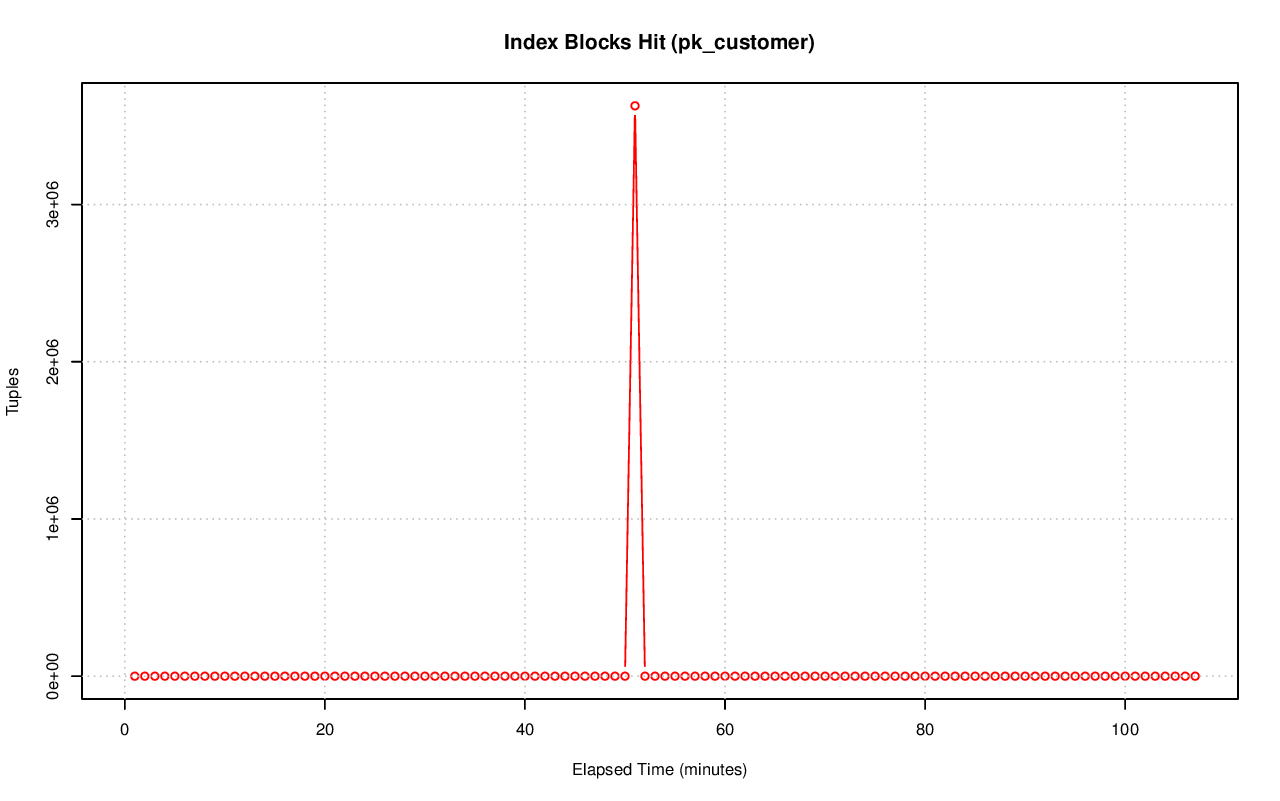 Index Blocks Hit (pk_customer)
Tuples
3e+06
2e+06
1e+06
0e+00
0 20 40 60 80 100
Elapsed Time (minutes)